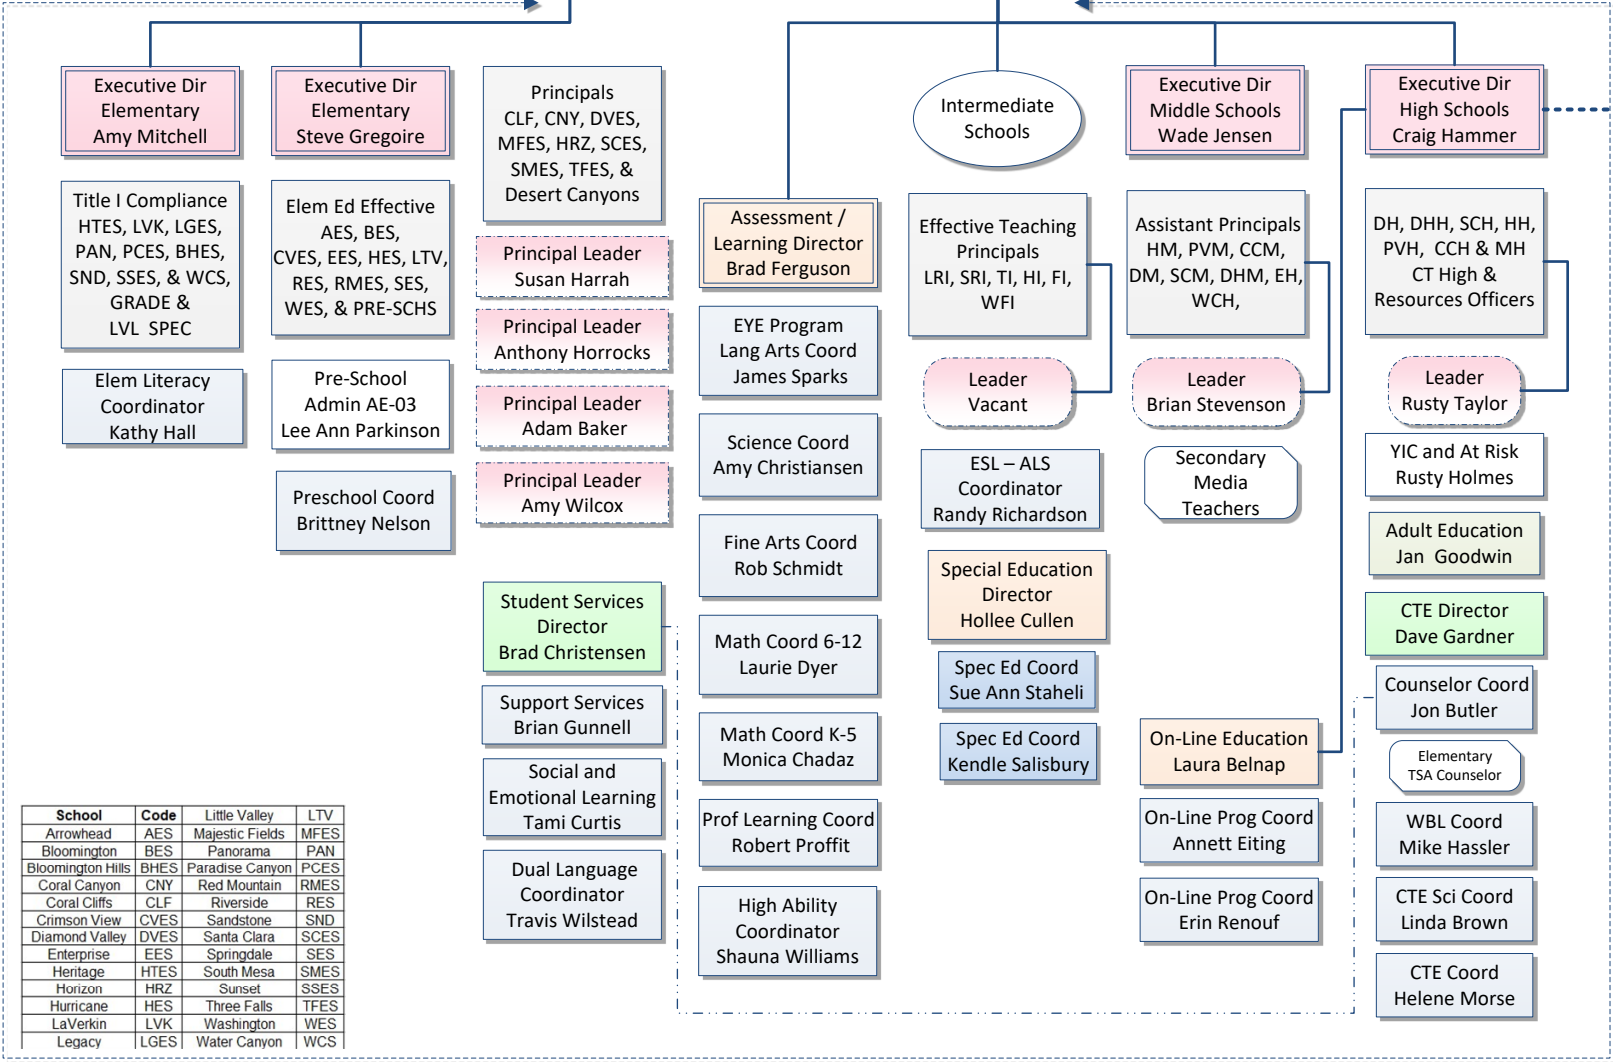 Executive Dir
Elementary
Amy Mitchell
Title I Compliance
HTES, LVK, LGES,
PAN, PCES, BHES,
SND, SSES, & WCS,
GRADE &
LVL SPEC
Elem Literacy
Coordinator
Kathy Hall
Executive Dir
Elementary
Steve Gregoire
Elem Ed Effective
AES, BES,
CVES, EES, HES, LTV,
RES, RMES, SES,
WES, & PRE-SCHS
Pre-School
Admin AE-03
Lee Ann Parkinson
Preschool Coord
Brittney Nelson
Principals
CLF, CNY, DVES,
MFES, HRZ, SCES,
SMES, TFES, &
Desert Canyons
Principal Leader
Susan Harrah
Principal Leader
Anthony Horrocks
Principal Leader
Adam Baker
Principal Leader
Amy Wilcox
Student Services
Director
Brad Christensen
Support Services
Brian Gunnell
Social and
Emotional Learning
Tami Curtis
Dual Language
Coordinator
Travis Wilstead
Assessment /
Learning Director
Brad Ferguson
EYE Program
Lang Arts Coord
James Sparks
Science Coord
Amy Christiansen
Fine Arts Coord
Rob Schmidt
Math Coord 6-12
Laurie Dyer
Math Coord K-5
Monica Chadaz
Prof Learning Coord
Robert Proffit
High Ability
Coordinator
Shauna Williams
Intermediate
Schools
Effective Teaching
Principals
LRI, SRI, TI, HI, FI,
WFI
Leader
Vacant
ESL – ALS
Coordinator
Randy Richardson
Special Education
Director
Hollee Cullen
Spec Ed Coord
Sue Ann Staheli
Spec Ed Coord
Kendle Salisbury
Executive Dir
Middle Schools
Wade Jensen
Assistant Principals
HM, PVM, CCM,
DM, SCM, DHM, EH,
WCH,
Leader
Brian Stevenson
Secondary
Media
Teachers
On-Line Education
Laura Belnap
On-Line Prog Coord
Annett Eiting
On-Line Prog Coord
Erin Renouf
Executive Dir
High Schools
Craig Hammer
DH, DHH, SCH, HH,
PVH, CCH & MH
CT High &
Resources Officers
Leader
Rusty Taylor
YIC and At Risk
Rusty Holmes
Adult Education
Jan Goodwin
CTE Director
Dave Gardner
Counselor Coord
Jon Butler
Elementary
TSA Counselor
WBL Coord
Mike Hassler
CTE Sci Coord
Linda Brown
CTE Coord
Helene Morse
School Code Little Valley LTV
Arrowhead AES Majestic Fields MFES
Bloomington BES Panorama PAN
Bloomington Hills BHES Paradise Canyon PCES
Coral Canyon CNY Red Mountain RMES
Coral Cliffs CLF Riverside RES
Crimson View CVES Sandstone SND
Diamond Valley DVES Santa Clara SCES
Enterprise EES Springdale SES
Heritage HTES South Mesa SMES
Horizon HRZ Sunset SSES
Hurricane HES Three Falls TFES
LaVerkin LVK Washington WES
Legacy LGES Water Canyon WCS